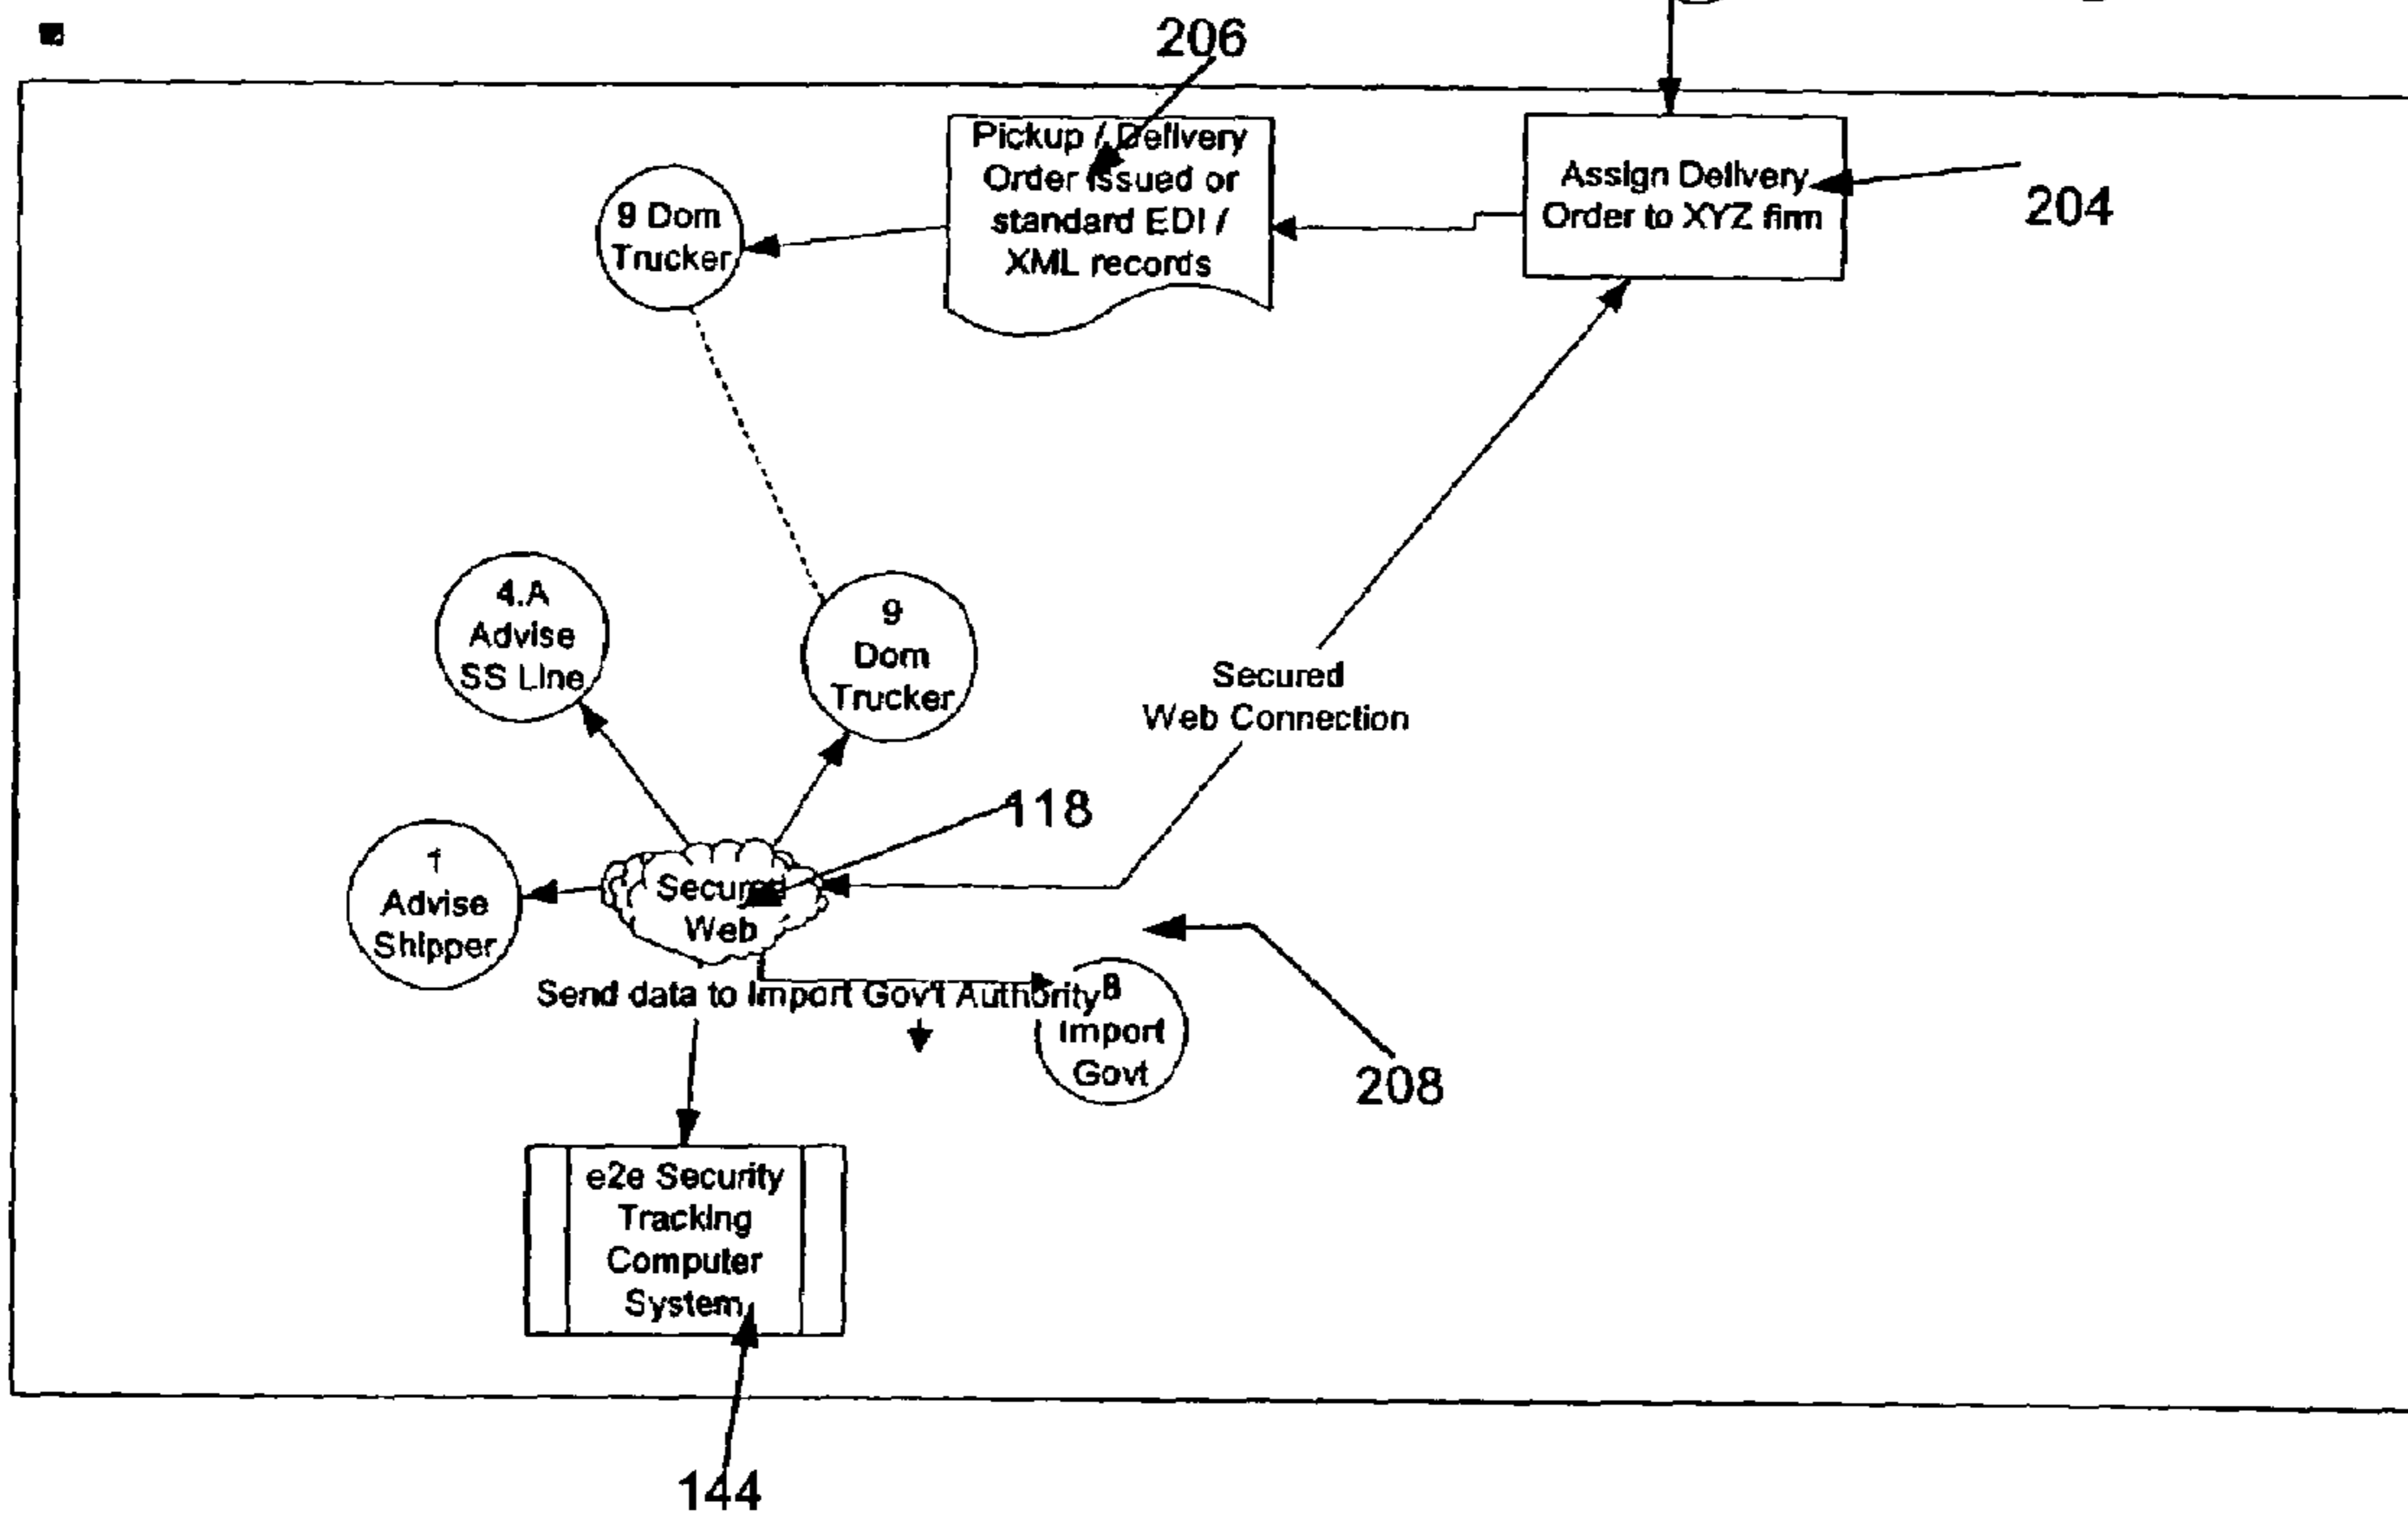 206
Pickup / Delivery
Order issued or
standard EDI /
XML records
Assign Delivery
Order to XYZ firm
204
9 Dom
Trucker
4.A
Advise
SS Line
9
Dom
Trucker
Secured
Web Connection
118
1
Advise
Shipper
Secure
Web
Send data to Import Gov't Authority
8
Import
Govt
208
e2e Security
Tracking
Computer
System
144